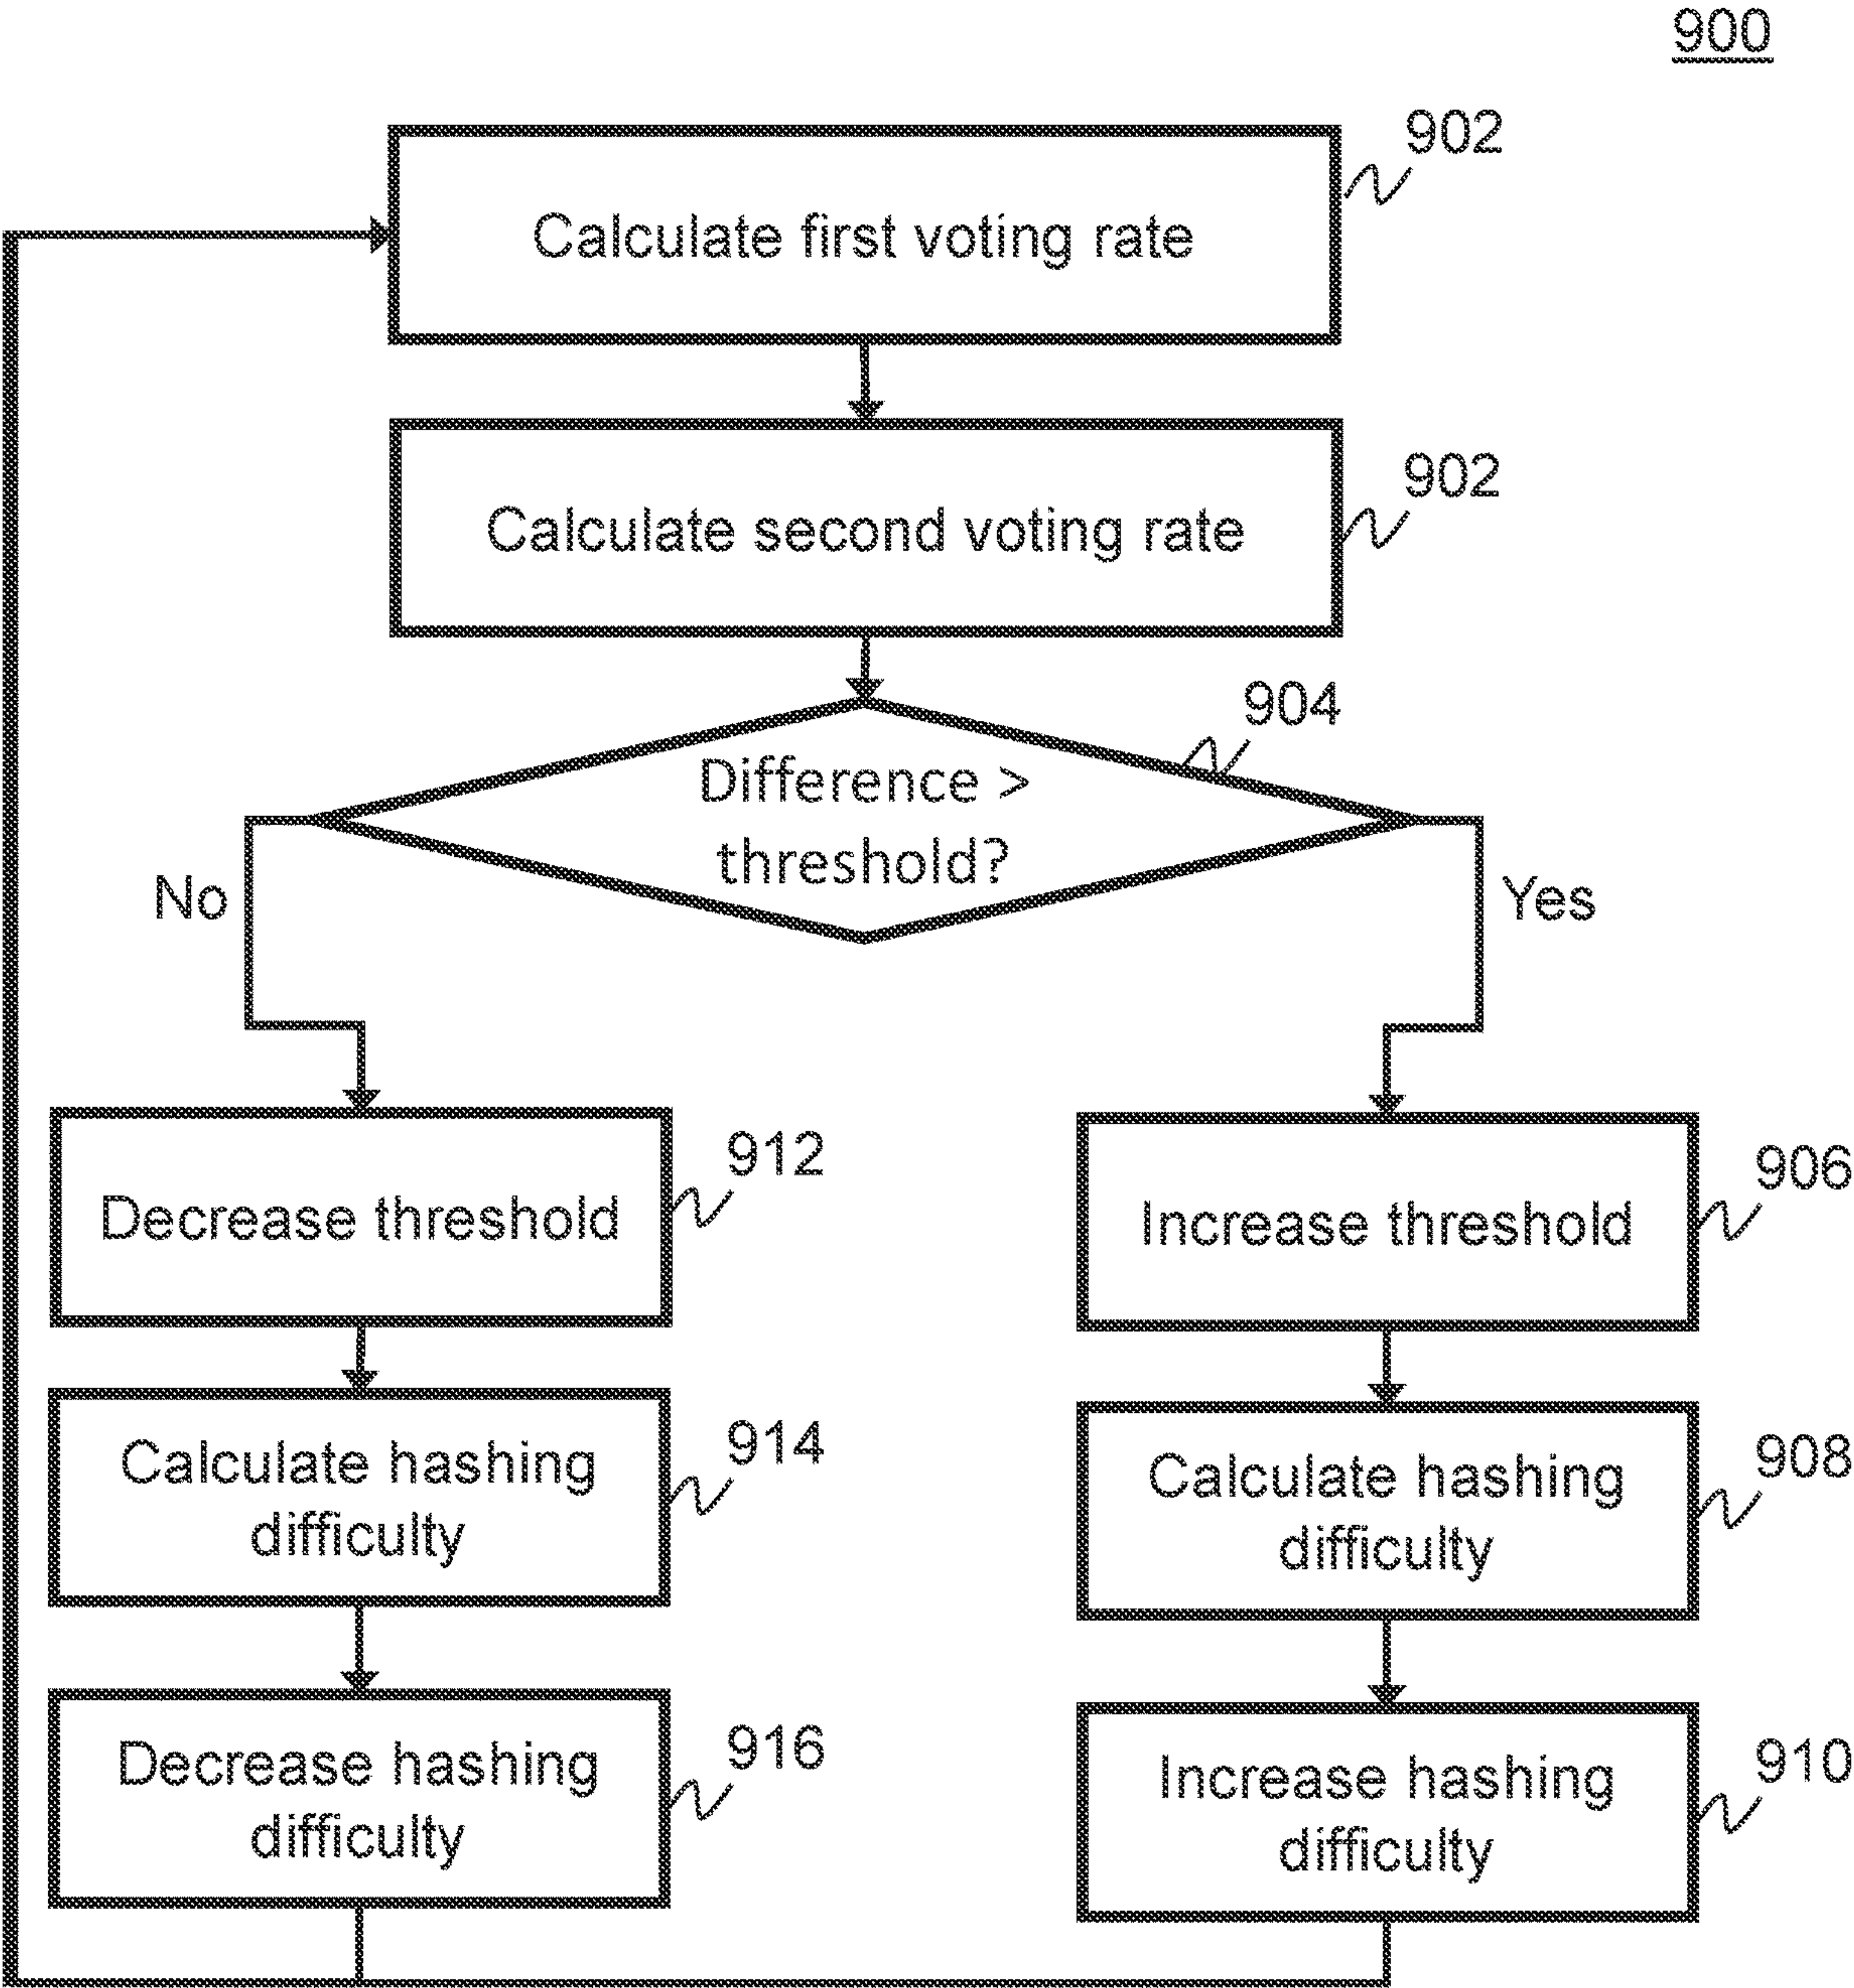 900
902
Calculate first voting rate
902
Calculate second voting rate
904
Difference >
threshold?
No
Yes
912
Decrease threshold
906
Increase threshold
914
Calculate hashing
difficulty
908
Calculate hashing
difficulty
916
Decrease hashing
difficulty
910
Increase hashing
difficulty